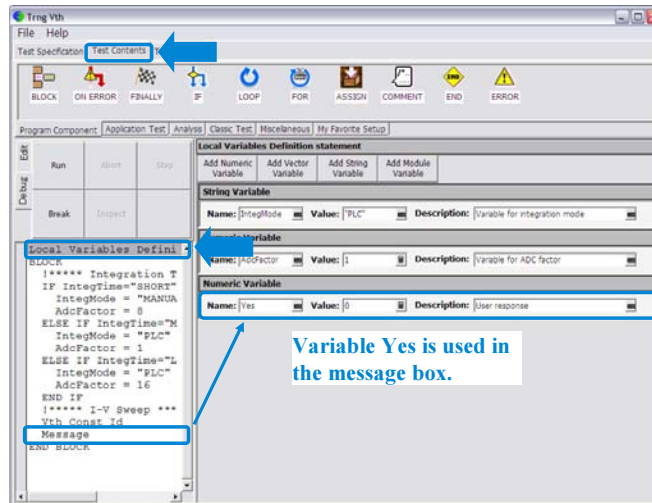 Trng Vth
File Help
Test Specification Test Contents
BLOCK ON ERROR FINALLY IF LOOP FOR ASSIGN COMMENT END ERROR
Program Component Application Test Analysis Classic Test Miscelaneous My Favorite Setup
Edit
Debug
Run Abort Stop
Break Inspect
Local Variables Definition statement
Add Numeric Variable Add Vector Variable Add String Variable Add Module Variable
String Variable
Name: IntegMode Value: "PLC" Description: Variable for integration mode
Numeric Variable
Name: AdcFactor Value: 1 Description: Variable for ADC factor
Numeric Variable
Name: Yes Value: 0 Description: User response
Local Variables Defini
BLOCK
!***** Integration T
IF IntegTime="SHORT"
IntegMode = "MANUA
AdcFactor = 8
ELSE IF IntegTime="M
IntegMode = "PLC"
AdcFactor = 1
ELSE IF IntegTime="L
IntegMode = "PLC"
AdcFactor = 16
END IF
!***** I-V Sweep ***
Vth Const Id
Message
END BLOCK
Variable Yes is used in
the message box.